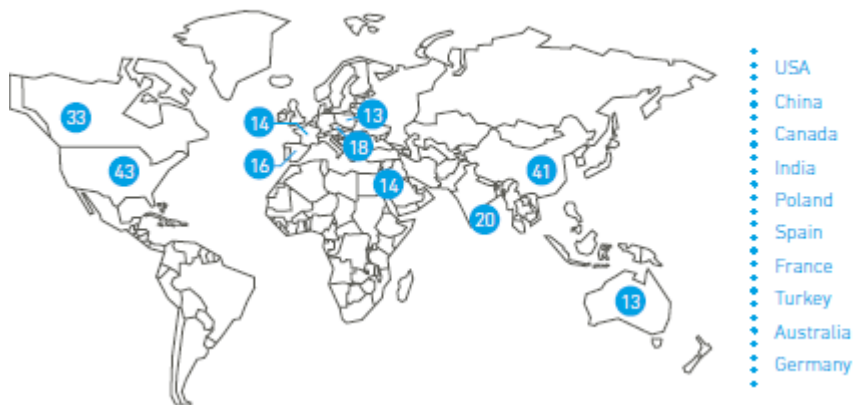 33
43
14
16
13
18
14
41
20
13
USA
China
Canada
India
Poland
Spain
France
Turkey
Australia
Germany